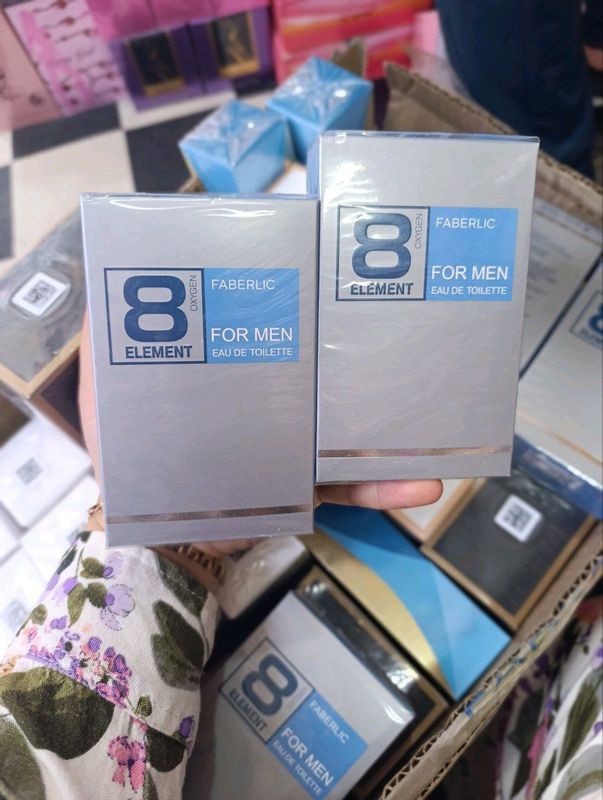 8
OXYGEN
ELEMENT
FABERLIC
FOR MEN
EAU DE TOILETTE
8
OXYGEN
ELEMENT
FABERLIC
FOR MEN
EAU DE TOILETTE
8
ELEMENT
FABERLIC
FOR MEN
EAU DE TOILETTE